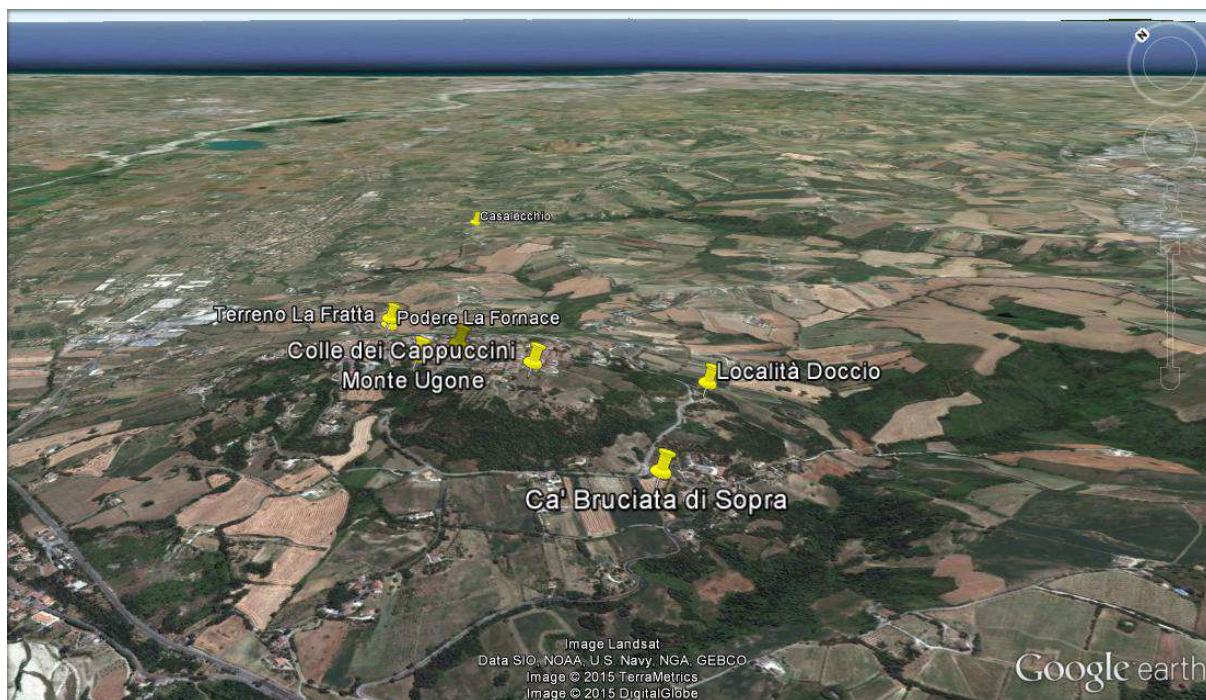 N
Casalecchio
Terreno La Fratta
Podere La Fornace
Colle dei Cappuccini
Monte Ugone
Località Doccio
Ca' Bruciata di Sopra
Image Landsat
Data SIO, NOAA, U.S. Navy, NGA, GEBCO
Image © 2015 TerraMetrics
Image © 2015 DigitalGlobe
Google earth